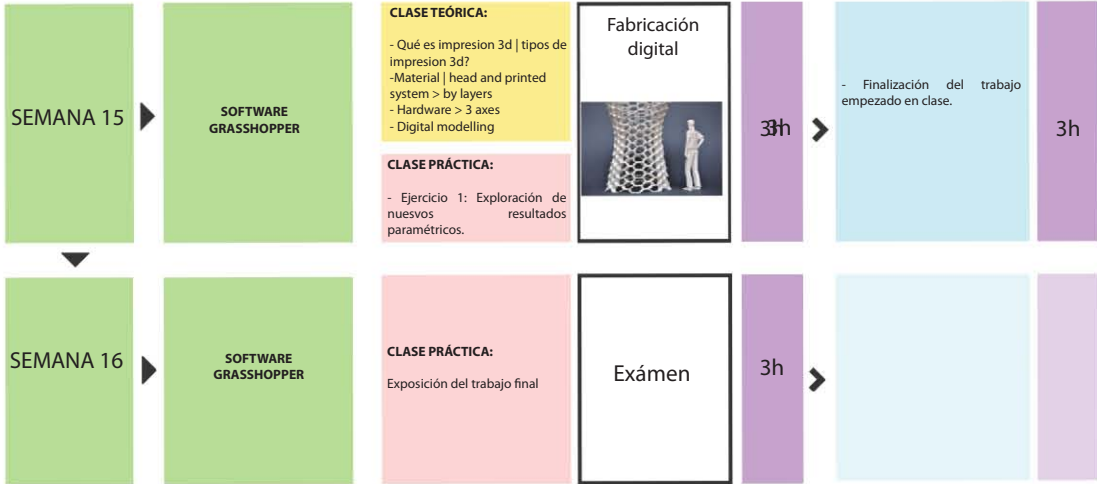 SEMANA 15
SOFTWARE
GRASSHOPPER
CLASE TEÓRICA:
- Qué es impresion 3d | tipos de
impresion 3d?
-Material | head and printed
system > by layers
- Hardware > 3 axes
- Digital modelling
CLASE PRÁCTICA:
- Ejercicio 1: Exploración de
nuesvos resultados
paramétricos.
Fabricación
digital
3h
3h
- Finalización del trabajo
empezado en clase.
3h
SEMANA 16
SOFTWARE
GRASSHOPPER
CLASE PRÁCTICA:
Exposición del trabajo final
Exámen
3h